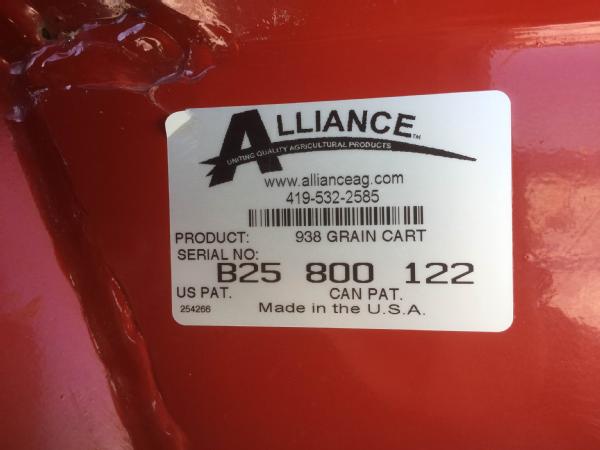 ALLIANCE™
UNITING QUALITY AGRICULTURAL PRODUCTS
www.allianceag.com
419-532-2585
PRODUCT: 938 GRAIN CART
SERIAL NO:
B25 800 122
US PAT. CAN PAT.
254266 Made in the U.S.A.